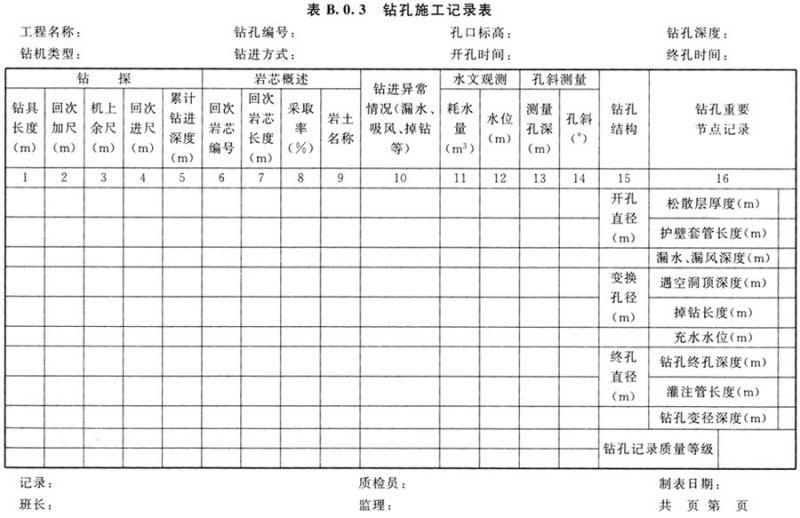 表 B.0.3 钻孔施工记录表
工程名称： 钻孔编号： 孔口标高： 钻孔深度：
钻机类型： 钻进方式： 开孔时间： 终孔时间：
钻 探 岩芯概述 钻进异常情况(漏水、吸风、掉钻等) 水文观测 孔斜测量 钻孔结构 钻孔重要节点记录
钻具长度(m) 回次加尺(m) 机上余尺(m) 回次进尺(m) 累计钻进深度(m) 回次岩芯编号 回次岩芯长度(m) 采取率(%) 岩土名称 耗水量(m³) 水位(m) 测量孔深(m) 孔斜(°)
1 2 3 4 5 6 7 8 9 10 11 12 13 14 15 16
开孔直径(m) 松散层厚度(m)
护壁套管长度(m)
漏水、漏风深度(m)
变换孔径(m) 遇空洞顶深度(m)
掉钻长度(m)
充水水位(m)
终孔直径(m) 钻孔终孔深度(m)
灌注管长度(m)
钻孔变径深度(m)
钻孔记录质量等级
记录： 质检员： 制表日期：
班长： 监理： 共 页 第 页